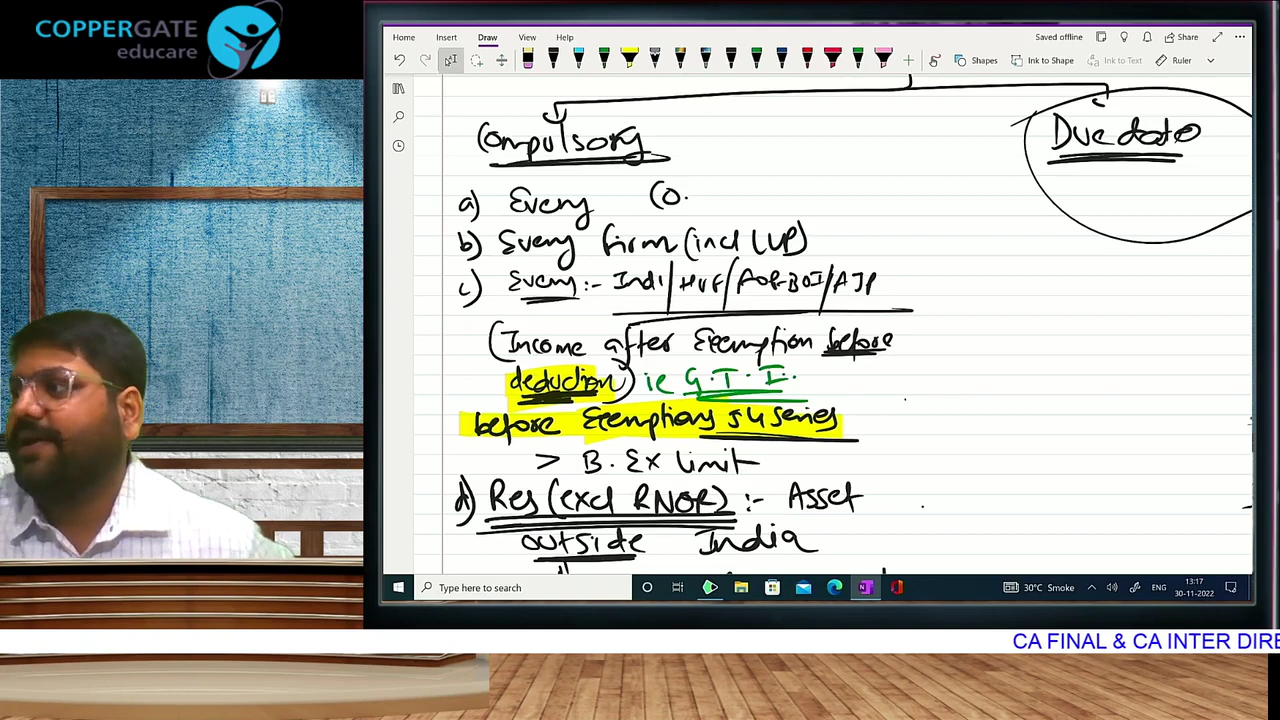 COPPERGATE
educare
Home Insert Draw View Help
Saved offline
Share
Shapes
Ink to Shape
Ink to Text
Ruler
Compulsory
Due date
a) Every Co.
b) Every firm (incl LLP)
c) Every :- Indi/HUF/AOP-BOI/AJP
(Income after Exemption before
deduction) ie G.T.I.
before Exemptions 54 series
> B. Ex limit
d) Res (excl RNOR) :- Asset
outside India
Type here to search
30°C Smoke
ENG
13:17
30-11-2022
CA FINAL & CA INTER DIRE